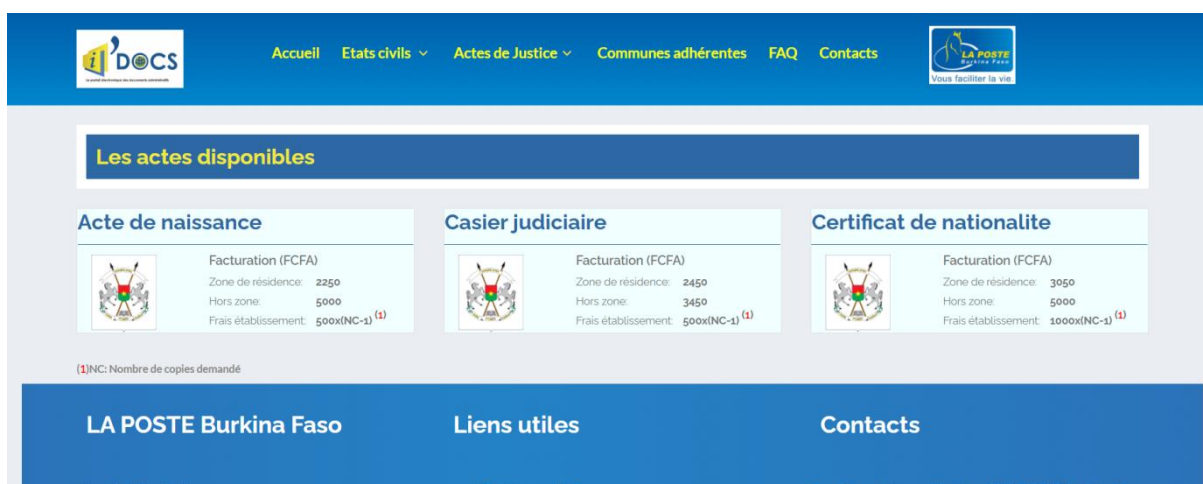 il'DOCS
Accueil
Etats civils
Actes de Justice
Communes adhérentes
FAQ
Contacts
LA POSTE
Burkina Faso
Vous faciliter la vie.
Les actes disponibles
Acte de naissance
Facturation (FCFA)
Zone de résidence: 2250
Hors zone: 5000
Frais établissement: 500x(NC-1) (1)
Casier judiciaire
Facturation (FCFA)
Zone de résidence: 2450
Hors zone: 3450
Frais établissement: 500x(NC-1) (1)
Certificat de nationalite
Facturation (FCFA)
Zone de résidence: 3050
Hors zone: 5000
Frais établissement: 1000x(NC-1) (1)
(1)NC: Nombre de copies demandé
LA POSTE Burkina Faso
Liens utiles
Contacts